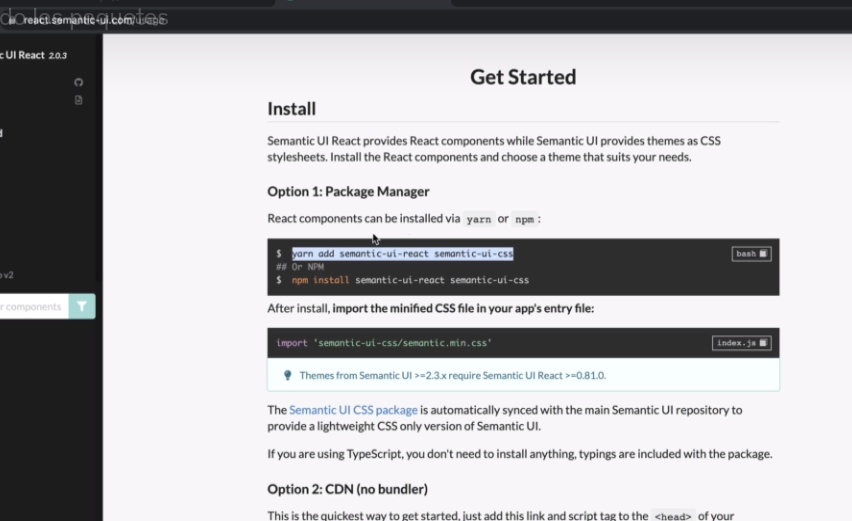 do los paquetes
react.semantic-ui.com/usage
c UI React 2.0.3
d
o v2
r components
Get Started
Install
Semantic UI React provides React components while Semantic UI provides themes as CSS
stylesheets. Install the React components and choose a theme that suits your needs.
Option 1: Package Manager
React components can be installed via yarn or npm :
$ yarn add semantic-ui-react semantic-ui-css
bash
## Or NPM
$ npm install semantic-ui-react semantic-ui-css
After install, import the minified CSS file in your app's entry file:
import 'semantic-ui-css/semantic.min.css'
index.js
Themes from Semantic UI >=2.3.x require Semantic UI React >=0.81.0.
The Semantic UI CSS package is automatically synced with the main Semantic UI repository to
provide a lightweight CSS only version of Semantic UI.
If you are using TypeScript, you don't need to install anything, typings are included with the package.
Option 2: CDN (no bundler)
This is the quickest way to get started, just add this link and script tag to the <head> of your